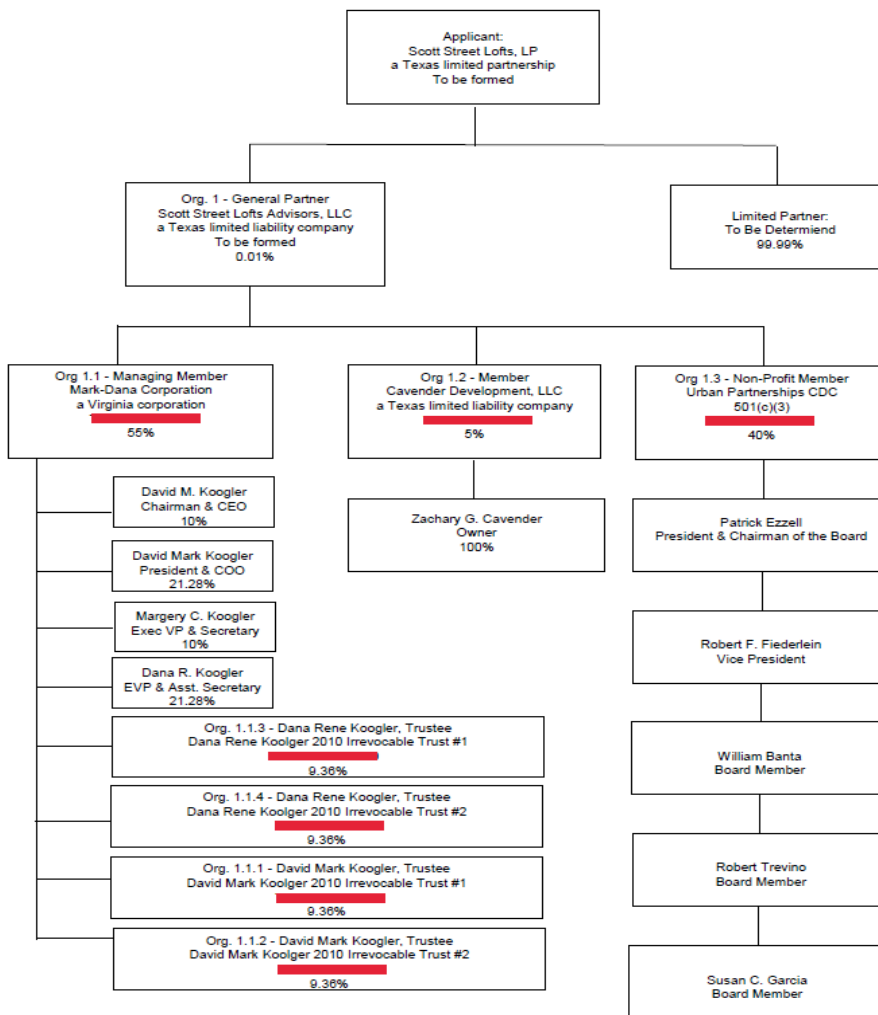 Applicant:
Scott Street Lofts, LP
a Texas limited partnership
To be formed
Org. 1 - General Partner
Scott Street Lofts Advisors, LLC
a Texas limited liability company
To be formed
0.01%
Limited Partner:
To Be Determiend
99.99%
Org 1.1 - Managing Member
Mark-Dana Corporation
a Virginia corporation
55%
Org 1.2 - Member
Cavender Development, LLC
a Texas limited liability company
5%
Org 1.3 - Non-Profit Member
Urban Partnerships CDC
501(c)(3)
40%
David M. Koogler
Chairman & CEO
10%
David Mark Koogler
President & COO
21.28%
Margery C. Koogler
Exec VP & Secretary
10%
Dana R. Koogler
EVP & Asst. Secretary
21.28%
Org. 1.1.3 - Dana Rene Koogler, Trustee
Dana Rene Koolger 2010 Irrevocable Trust #1
9.36%
Org. 1.1.4 - Dana Rene Koogler, Trustee
Dana Rene Koolger 2010 Irrevocable Trust #2
9.36%
Org. 1.1.1 - David Mark Koogler, Trustee
David Mark Koolger 2010 Irrevocable Trust #1
9.36%
Org. 1.1.2 - David Mark Koogler, Trustee
David Mark Koolger 2010 Irrevocable Trust #2
9.36%
Zachary G. Cavender
Owner
100%
Patrick Ezzell
President & Chairman of the Board
Robert F. Fiederlein
Vice President
William Banta
Board Member
Robert Trevino
Board Member
Susan C. Garcia
Board Member